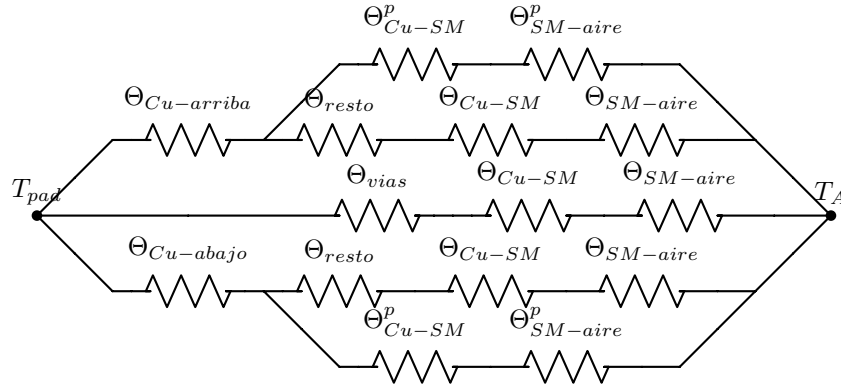 Θ^p_{Cu−SM} Θ^p_{SM−aire}
Θ_{Cu−arriba} Θ_{resto} Θ_{Cu−SM} Θ_{SM−aire}
Θ_{vias} Θ_{Cu−SM} Θ_{SM−aire}
T_{pad} T_A
Θ_{Cu−abajo} Θ_{resto} Θ_{Cu−SM} Θ_{SM−aire}
Θ^p_{Cu−SM} Θ^p_{SM−aire}